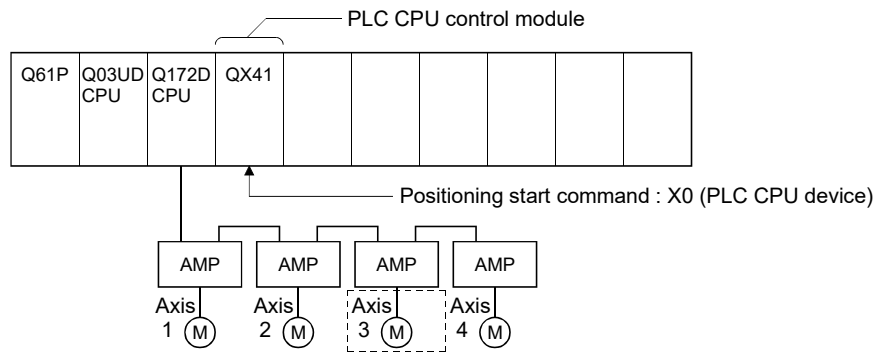 PLC CPU control module
Q61P
Q03UD
CPU
Q172D
CPU
QX41
Positioning start command : X0 (PLC CPU device)
AMP
AMP
AMP
AMP
Axis
1
M
Axis
2
M
Axis
3
M
Axis
4
M